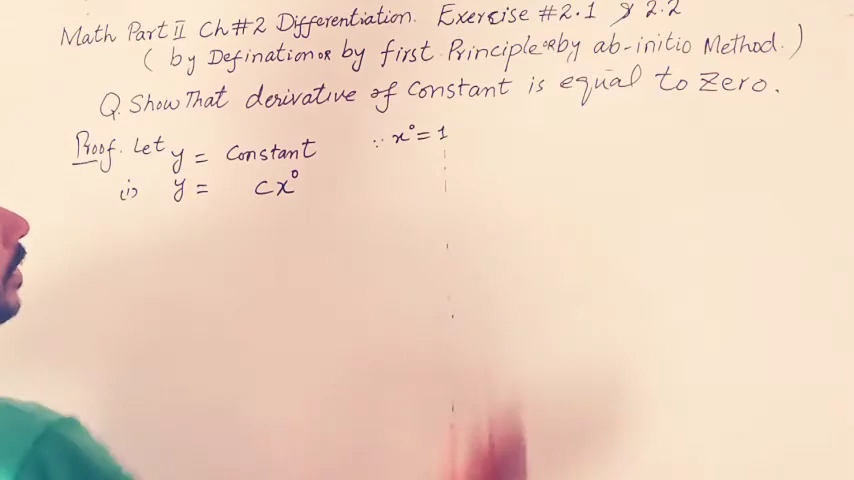 Math Part II Ch#2 Differentiation. Exercise #2.1 & 2.2
( by Defination OR by first Principle OR by ab-initio Method. )
Q. Show That derivative of Constant is equal to Zero.
Proof. Let y = Constant ∵ x⁰ = 1
(i) y = cx⁰